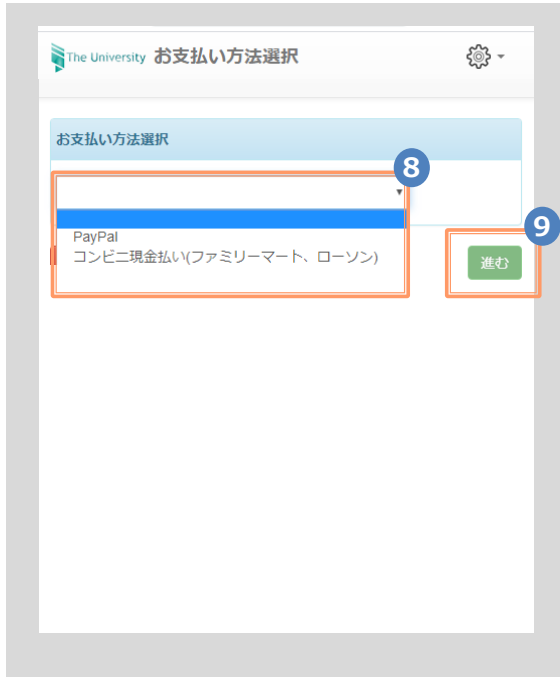 The University お支払い方法選択
お支払い方法選択
8
PayPal
コンビニ現金払い(ファミリーマート、ローソン)
9
進む